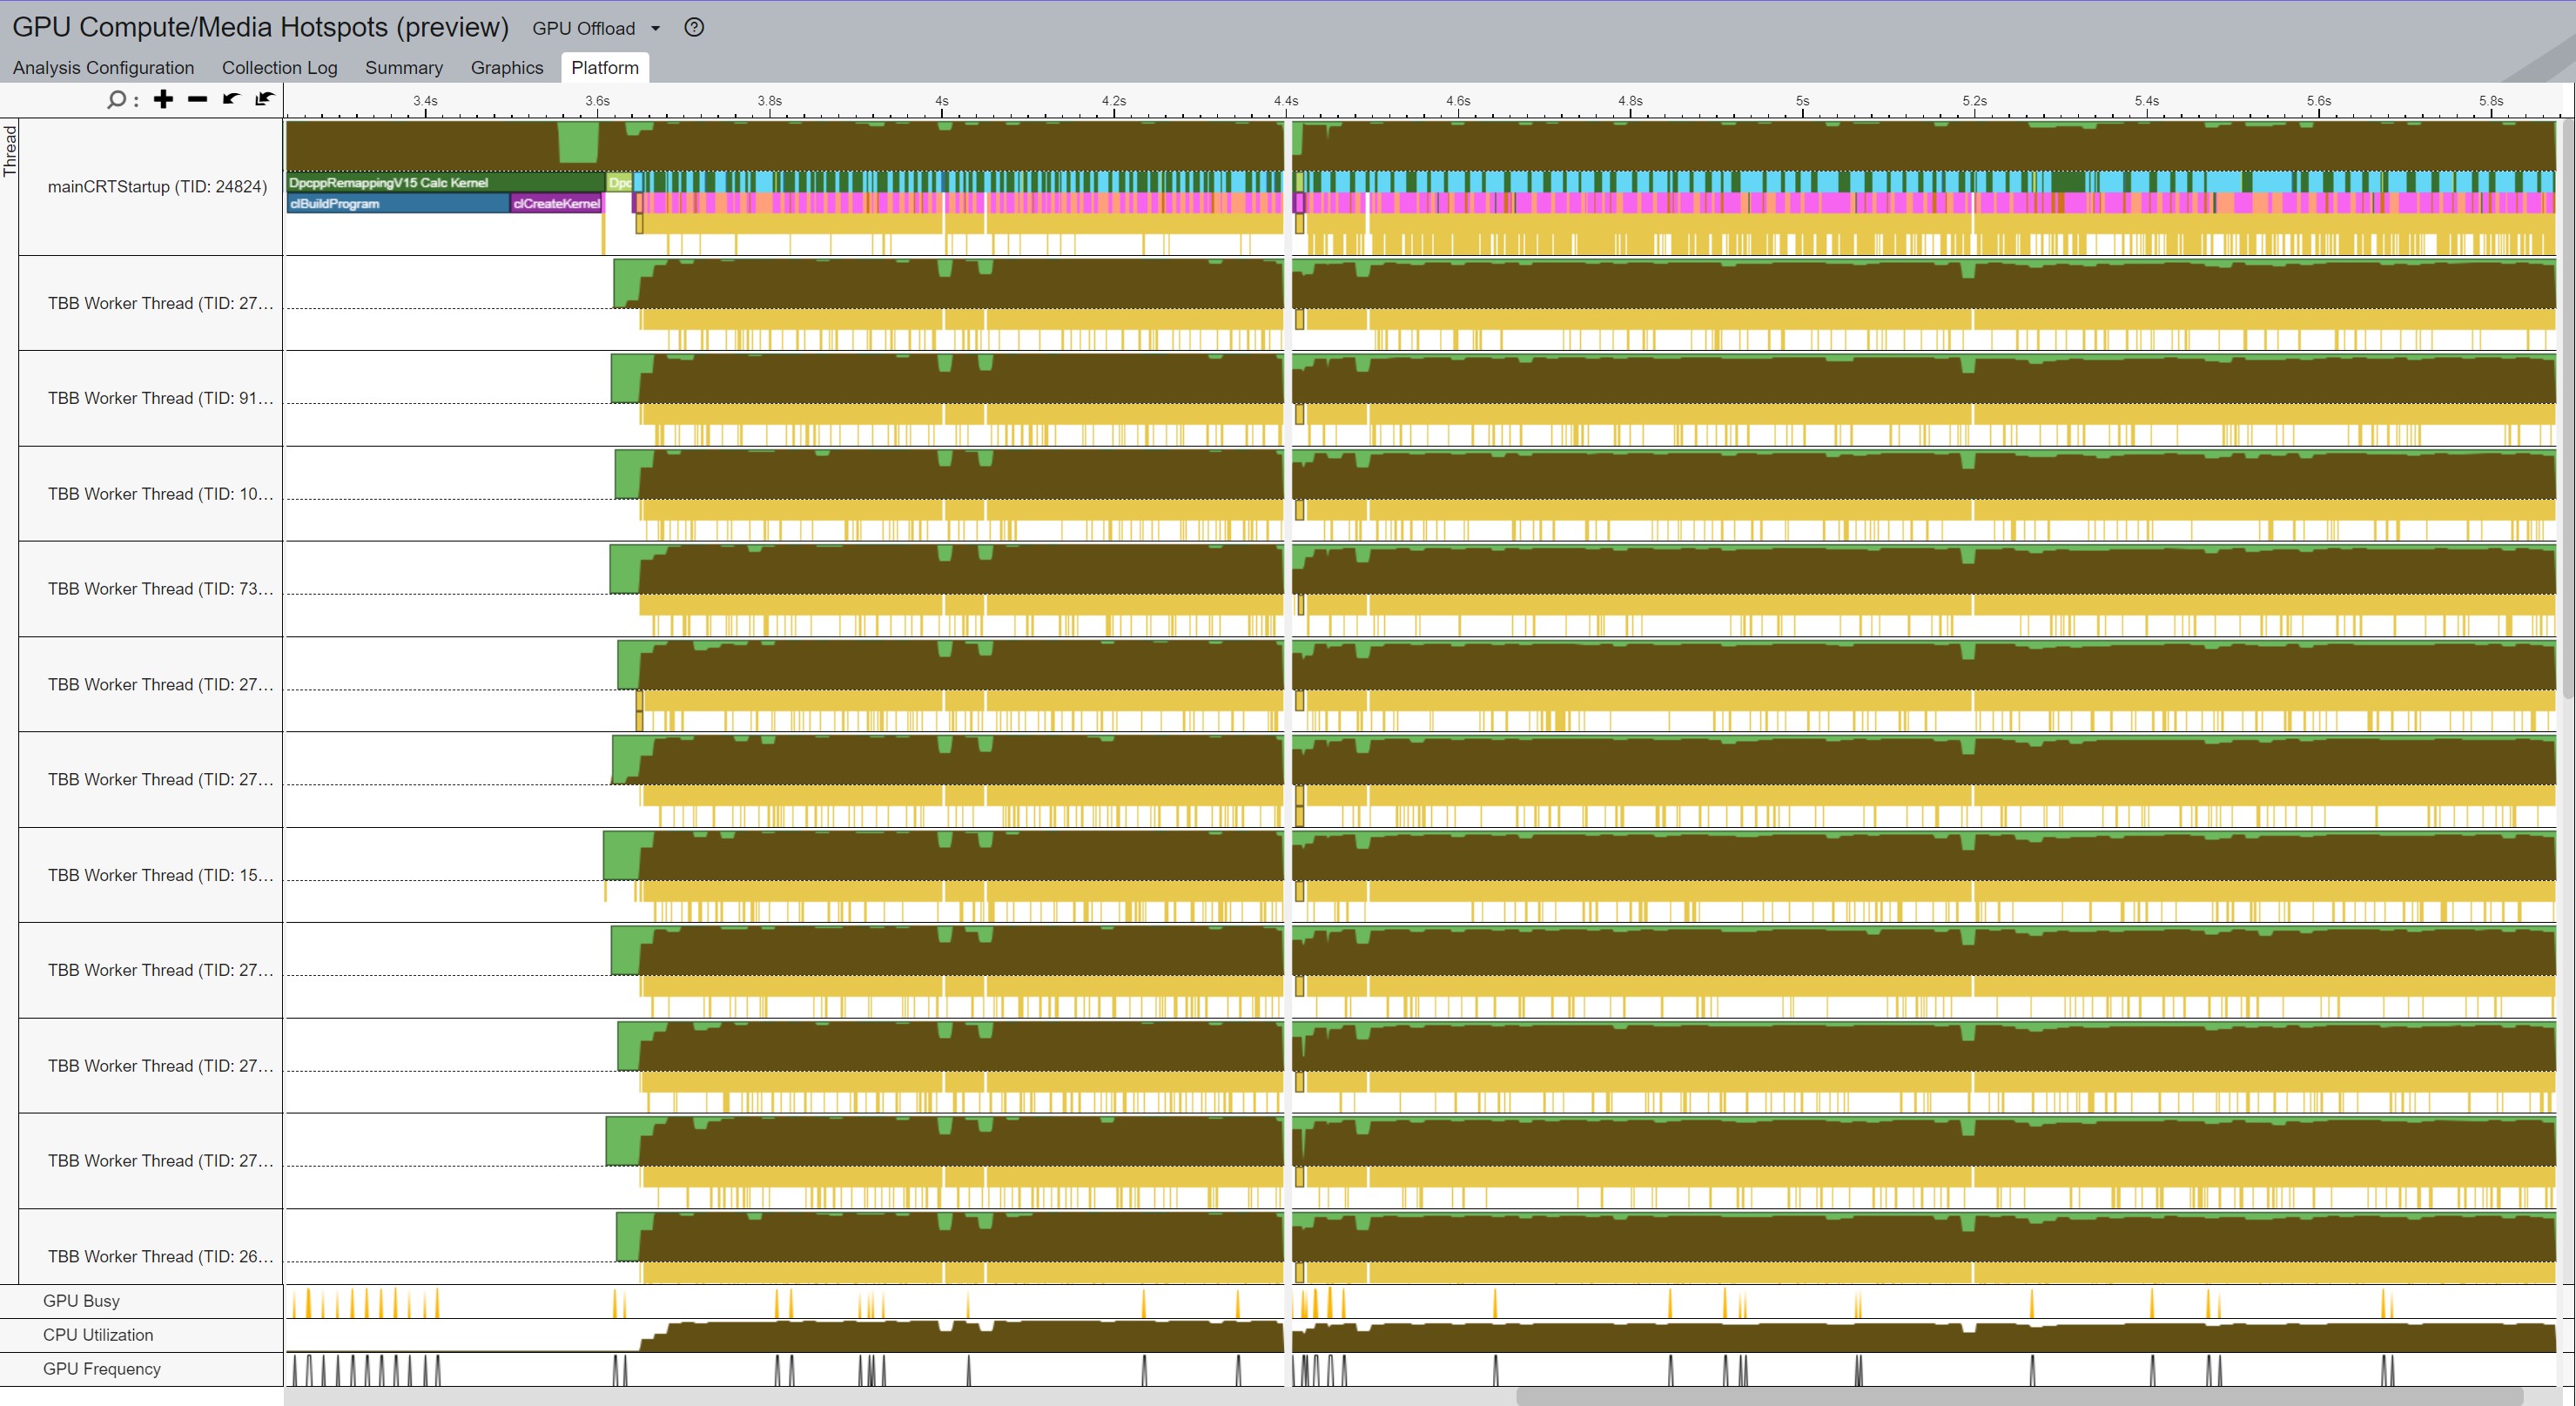 GPU Compute/Media Hotspots (preview) GPU Offload
Analysis Configuration Collection Log Summary Graphics Platform
3.4s 3.6s 3.8s 4s 4.2s 4.4s 4.6s 4.8s 5s 5.2s 5.4s 5.6s 5.8s
Thread
mainCRTStartup (TID: 24824)
DpcppRemappingV15 Calc Kernel Dpc
clBuildProgram clCreateKernel
TBB Worker Thread (TID: 27...
TBB Worker Thread (TID: 91...
TBB Worker Thread (TID: 10...
TBB Worker Thread (TID: 73...
TBB Worker Thread (TID: 27...
TBB Worker Thread (TID: 27...
TBB Worker Thread (TID: 15...
TBB Worker Thread (TID: 27...
TBB Worker Thread (TID: 27...
TBB Worker Thread (TID: 27...
TBB Worker Thread (TID: 26...
GPU Busy
CPU Utilization
GPU Frequency